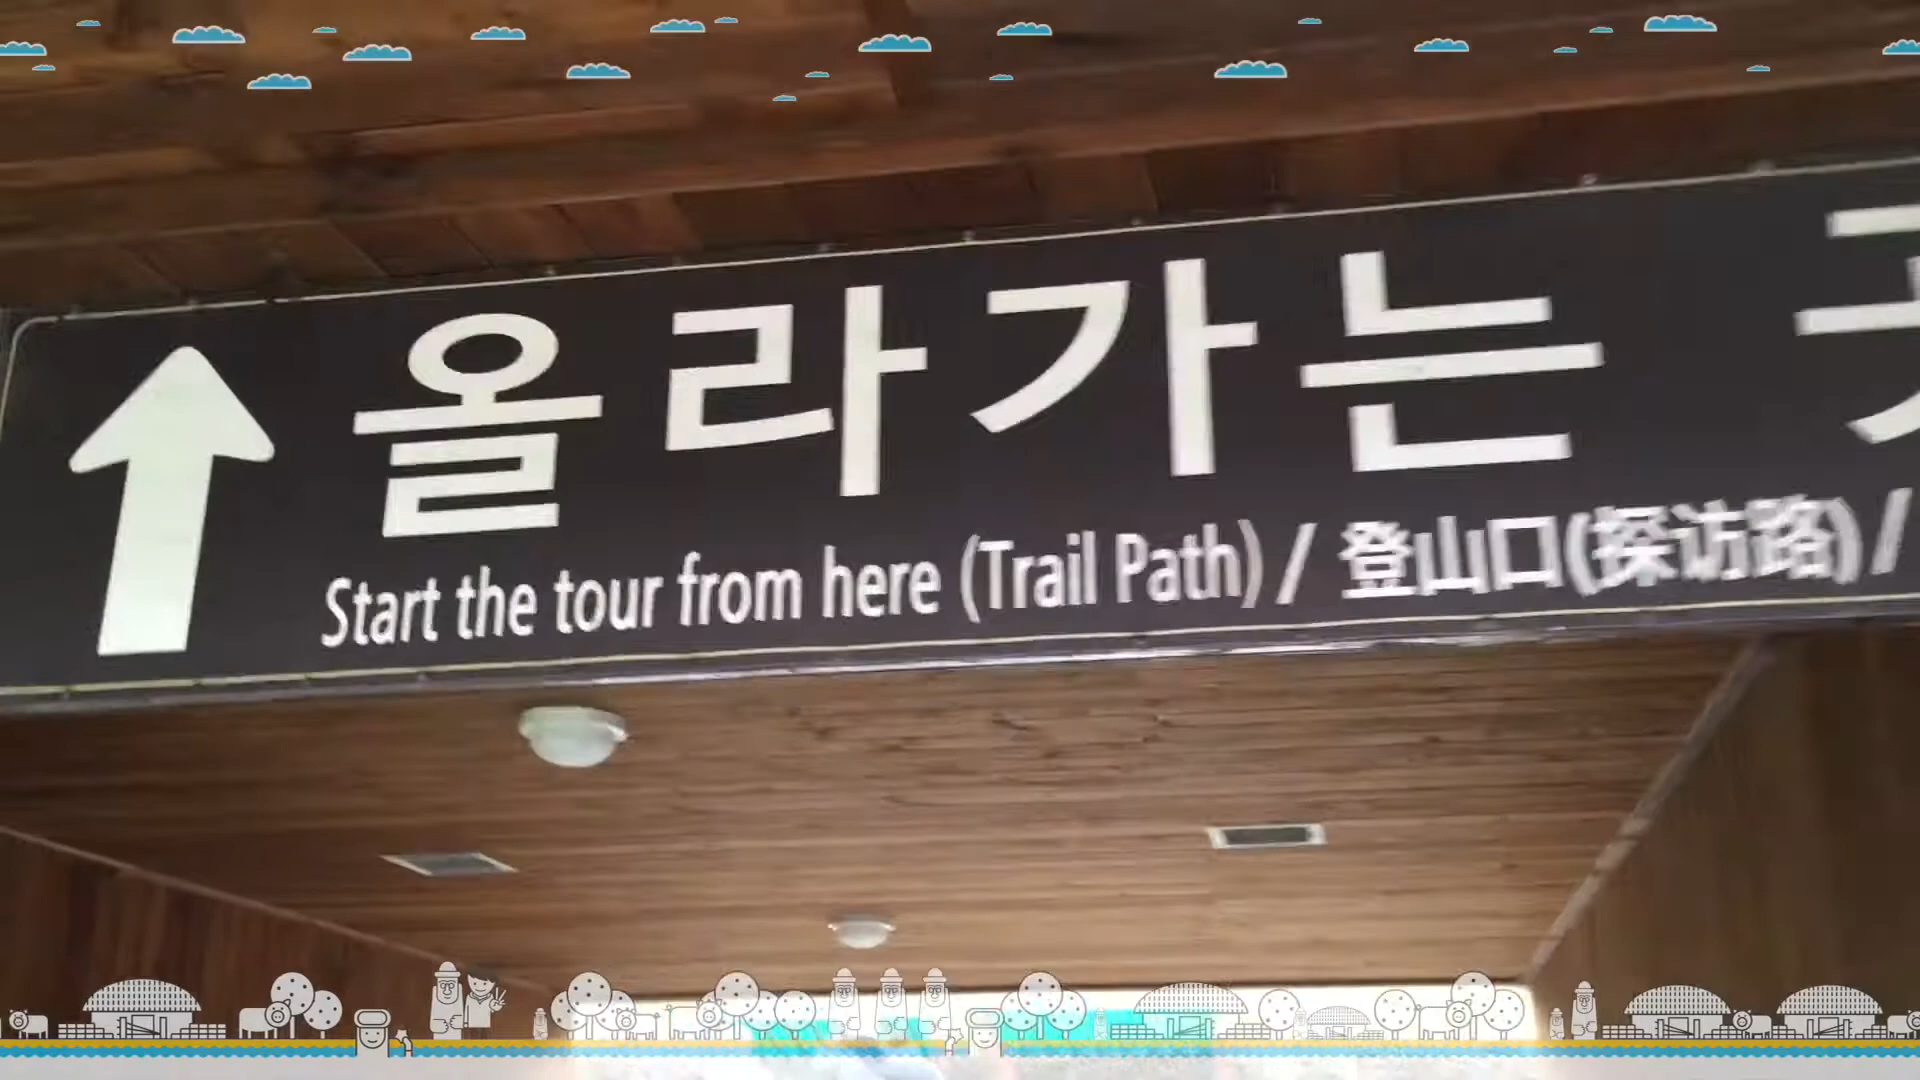 올라가는
Start the tour from here (Trail Path) / 登山口(探访路) /